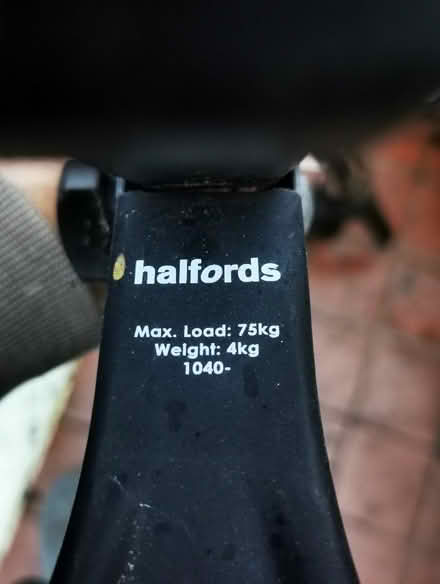 halfords
Max. Load: 75kg
Weight: 4kg
1040-